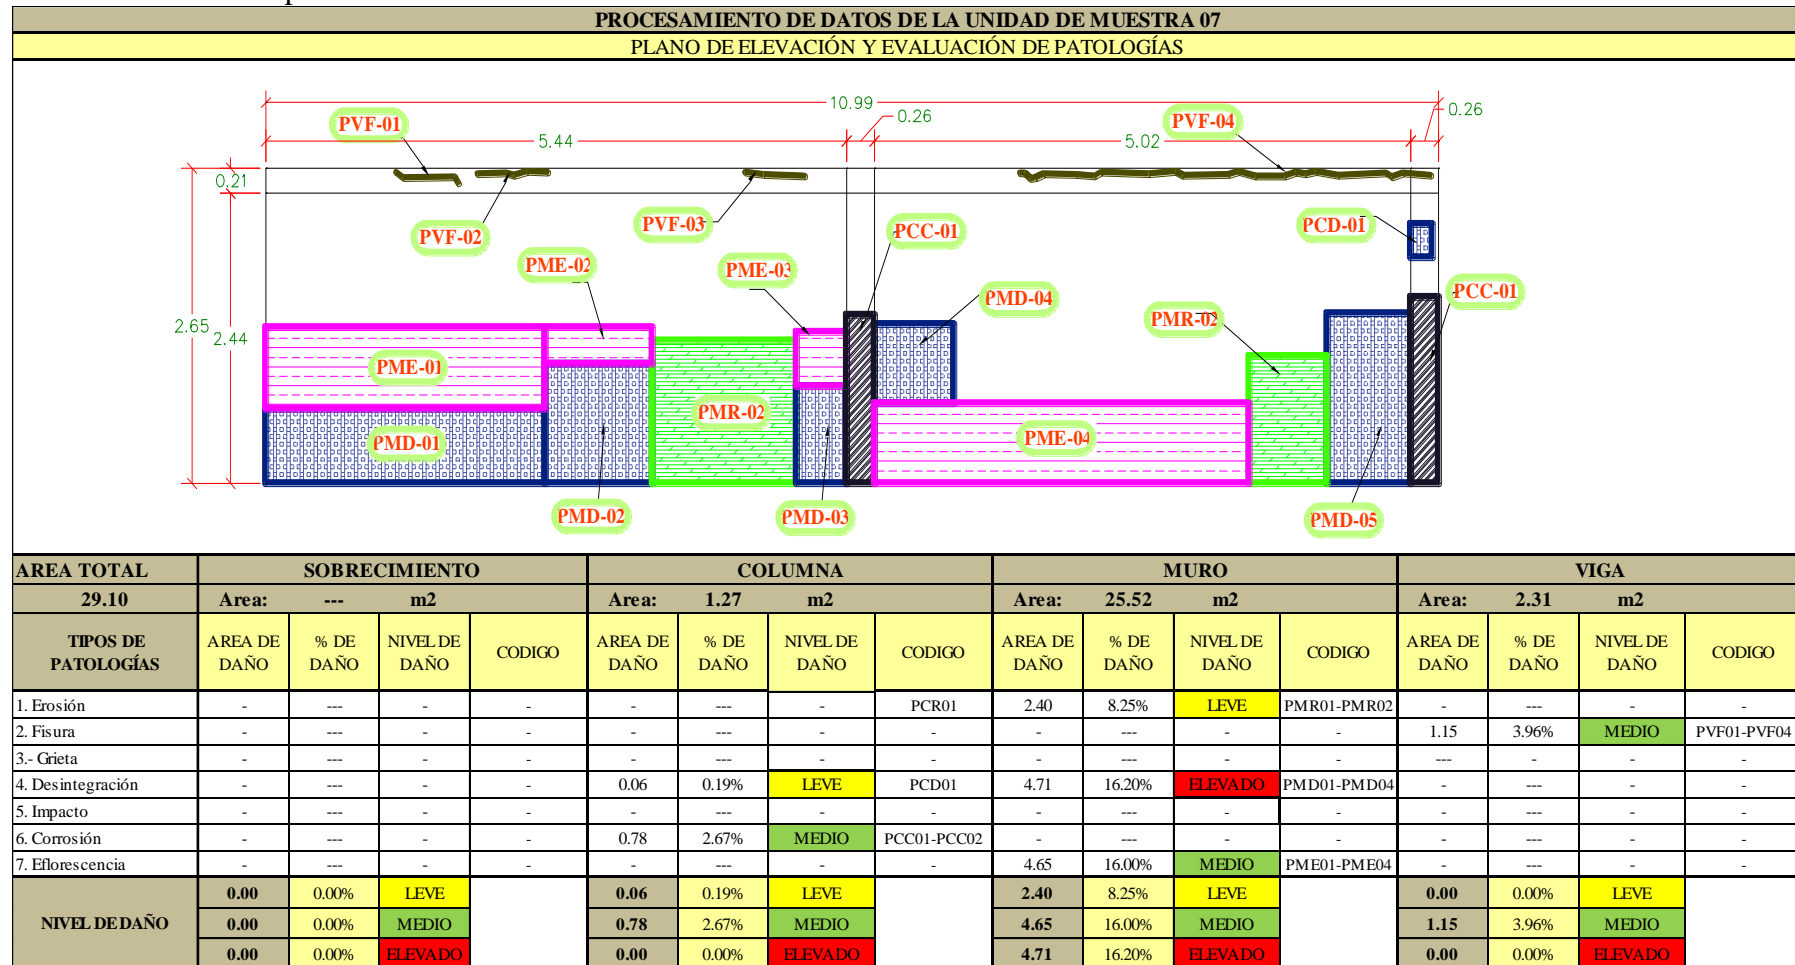 PROCESAMIENTO DE DATOS DE LA UNIDAD DE MUESTRA 07
PLANO DE ELEVACIÓN Y EVALUACIÓN DE PATOLOGÍAS
10.99
0.26
0.26
PVF-01
PVF-04
5.44
5.02
0.21
PVF-02
PVF-03
PCC-01
PCD-01
PME-02
PME-03
PMD-04
PCC-01
PMR-02
2.65
2.44
PME-01
PMR-02
PMD-01
PME-04
PMD-02
PMD-03
PMD-05
AREA TOTAL SOBRECIMIENTO COLUMNA MURO VIGA
29.10 Area: --- m2 Area: 1.27 m2 Area: 25.52 m2 Area: 2.31 m2
TIPOS DE PATOLOGÍAS AREA DE DAÑO % DE DAÑO NIVEL DE DAÑO CODIGO AREA DE DAÑO % DE DAÑO NIVEL DE DAÑO CODIGO AREA DE DAÑO % DE DAÑO NIVEL DE DAÑO CODIGO AREA DE DAÑO % DE DAÑO NIVEL DE DAÑO CODIGO
1. Erosión - --- - - - --- - PCR01 2.40 8.25% LEVE PMR01-PMR02 - --- - -
2. Fisura - --- - - - --- - - - --- - - 1.15 3.96% MEDIO PVF01-PVF04
3.- Grieta - --- - - - --- - - - --- - - --- - - -
4. Desintegración - --- - - 0.06 0.19% LEVE PCD01 4.71 16.20% ELEVADO PMD01-PMD04 - --- - -
5. Impacto - --- - - - --- - - - --- - - - --- - -
6. Corrosión - --- - - 0.78 2.67% MEDIO PCC01-PCC02 - --- - - - --- - -
7. Eflorescencia - --- - - - --- - - 4.65 16.00% MEDIO PME01-PME04 - --- - -
NIVEL DE DAÑO 0.00 0.00% LEVE 0.06 0.19% LEVE 2.40 8.25% LEVE 0.00 0.00% LEVE
0.00 0.00% MEDIO 0.78 2.67% MEDIO 4.65 16.00% MEDIO 1.15 3.96% MEDIO
0.00 0.00% ELEVADO 0.00 0.00% ELEVADO 4.71 16.20% ELEVADO 0.00 0.00% ELEVADO